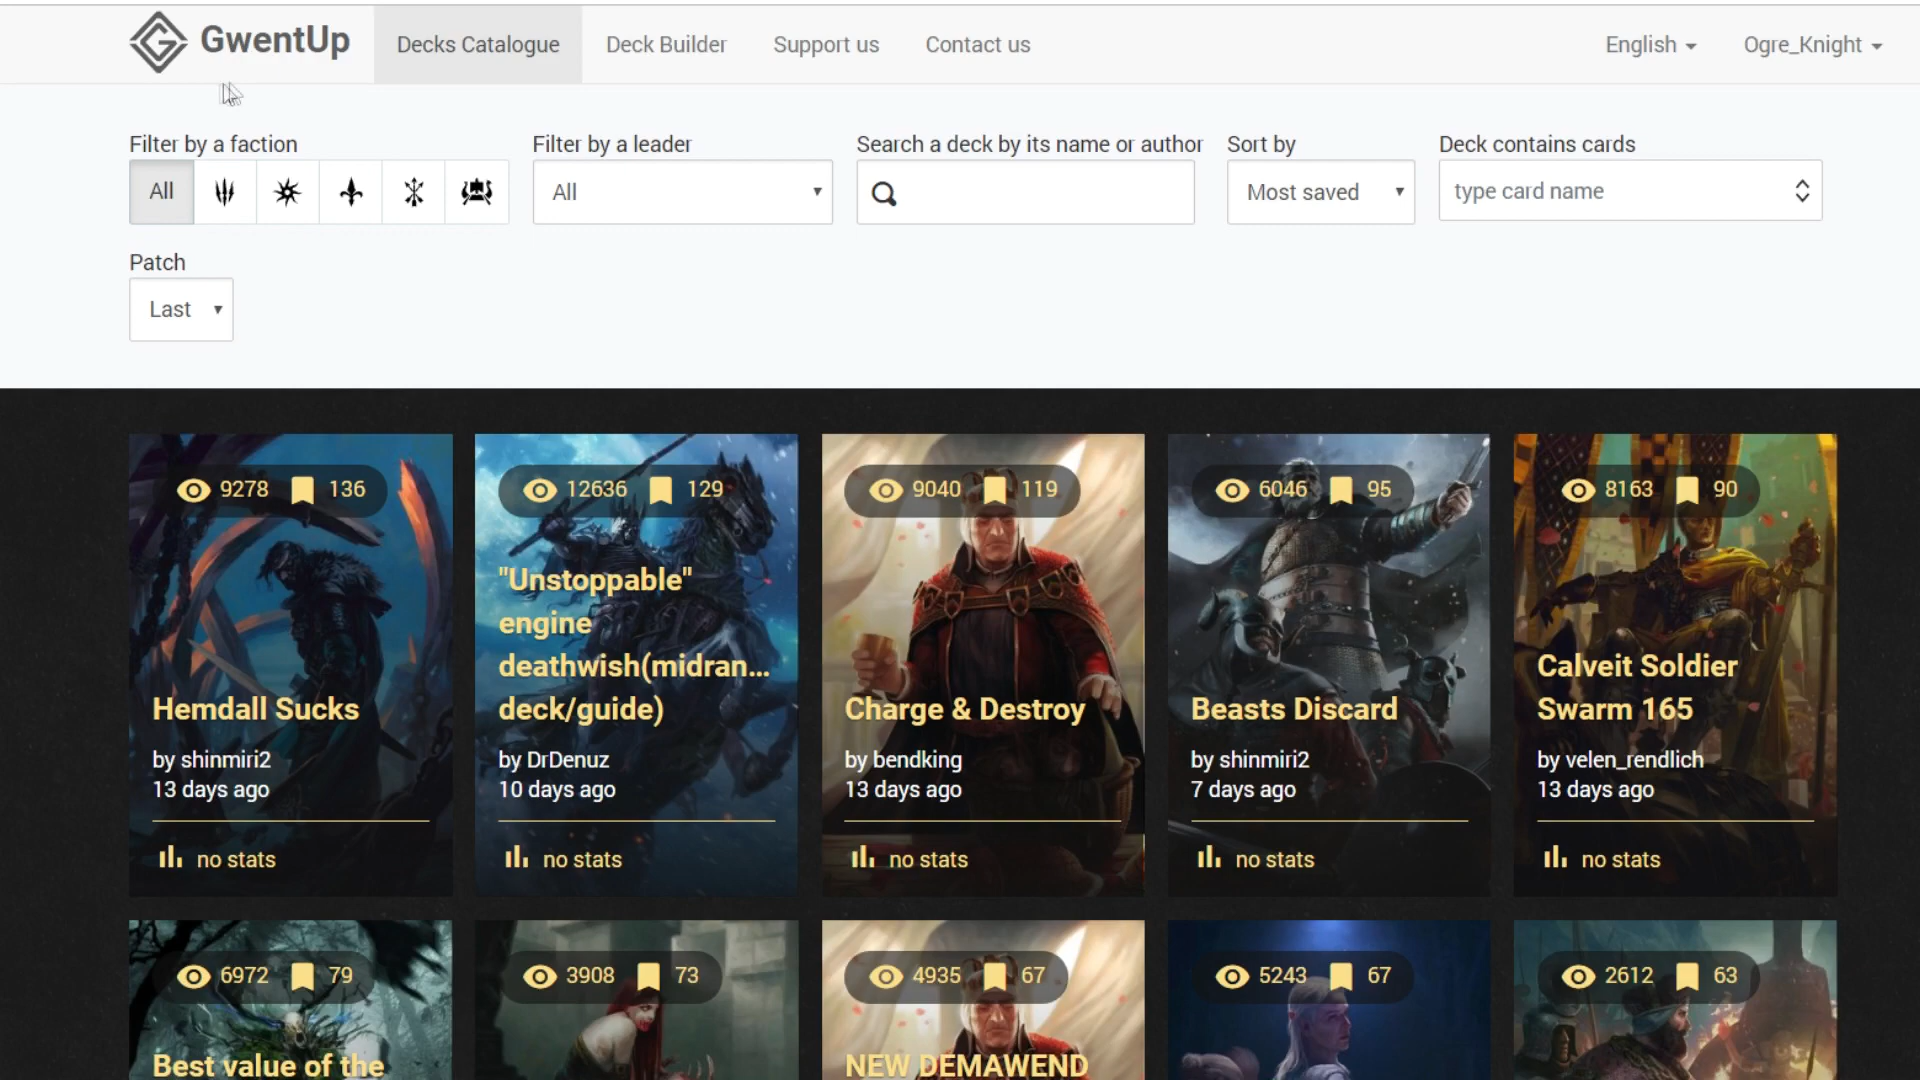 GwentUp
Decks Catalogue
Deck Builder
Support us
Contact us
English
Ogre_Knight
Filter by a faction
Filter by a leader
Search a deck by its name or author
Sort by
Deck contains cards
All
All
Most saved
type card name
Patch
Last
9278 136
12636 129
9040 119
6046 95
8163 90
Hemdall Sucks
by shinmiri2
13 days ago
no stats
"Unstoppable"
engine
deathwish(midran...
deck/guide)
by DrDenuz
10 days ago
no stats
Charge & Destroy
by bendking
13 days ago
no stats
Beasts Discard
by shinmiri2
7 days ago
no stats
Calveit Soldier
Swarm 165
by velen_rendlich
13 days ago
no stats
6972 79
3908 73
4935 67
5243 67
2612 63
Best value of the
NEW DEMAWEND